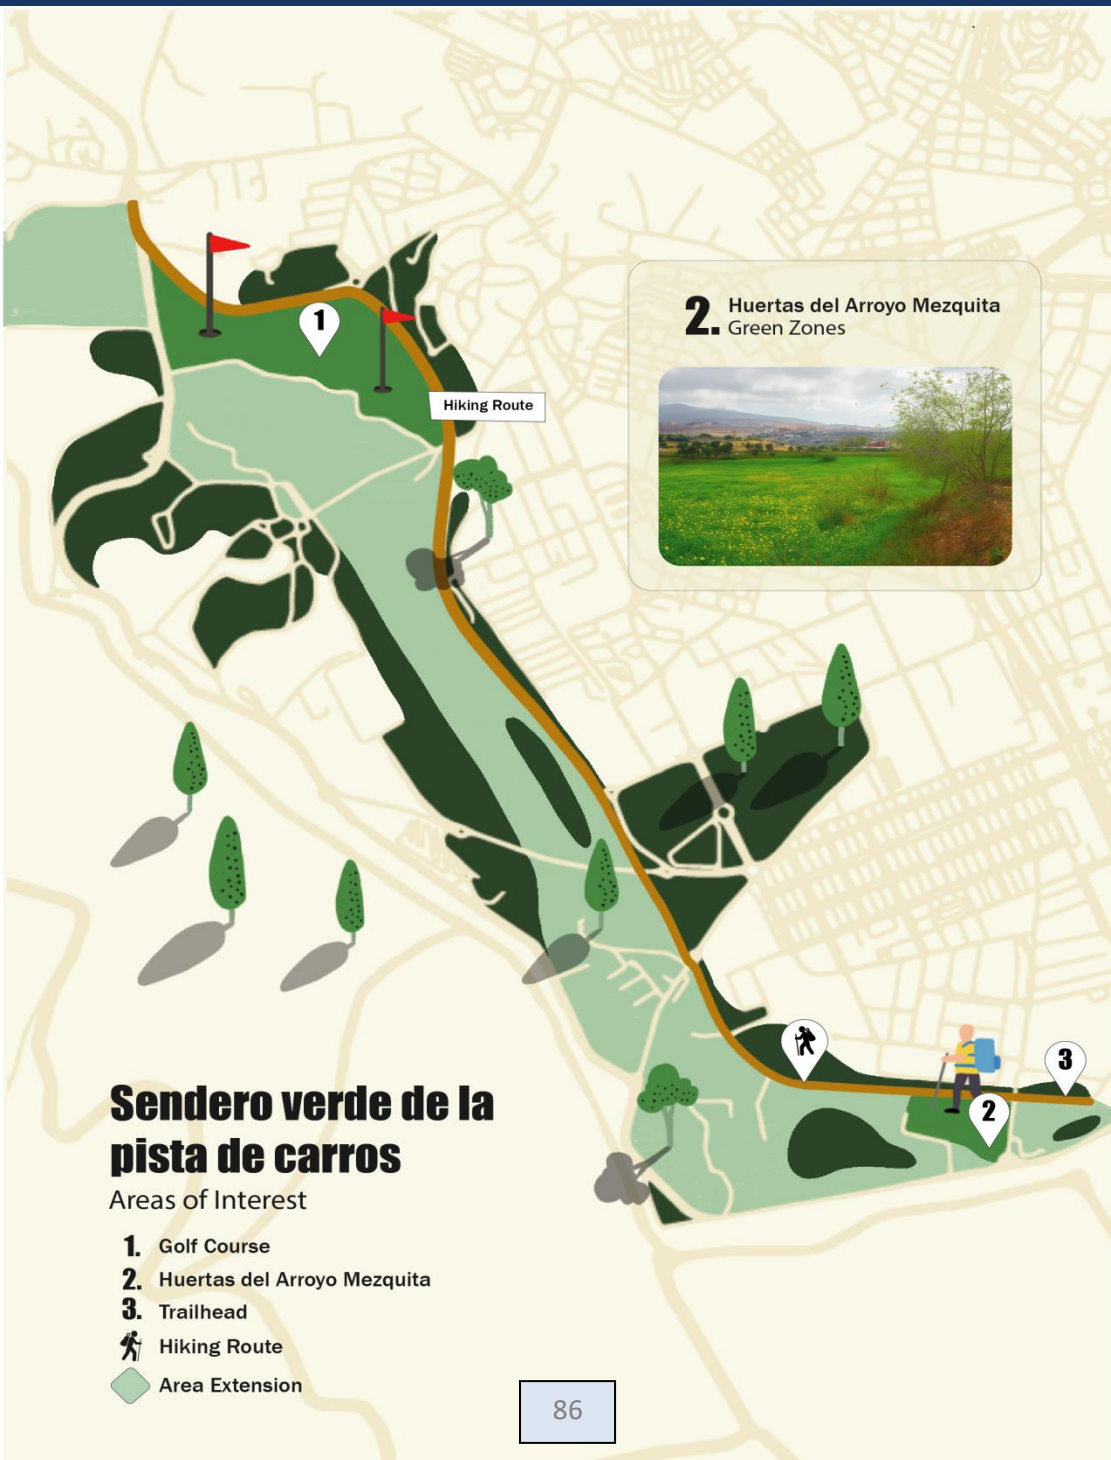 1
Hiking Route
2. Huertas del Arroyo Mezquita
Green Zones
3
2
Sendero verde de la
pista de carros
Areas of Interest
1. Golf Course
2. Huertas del Arroyo Mezquita
3. Trailhead
Hiking Route
Area Extension
86